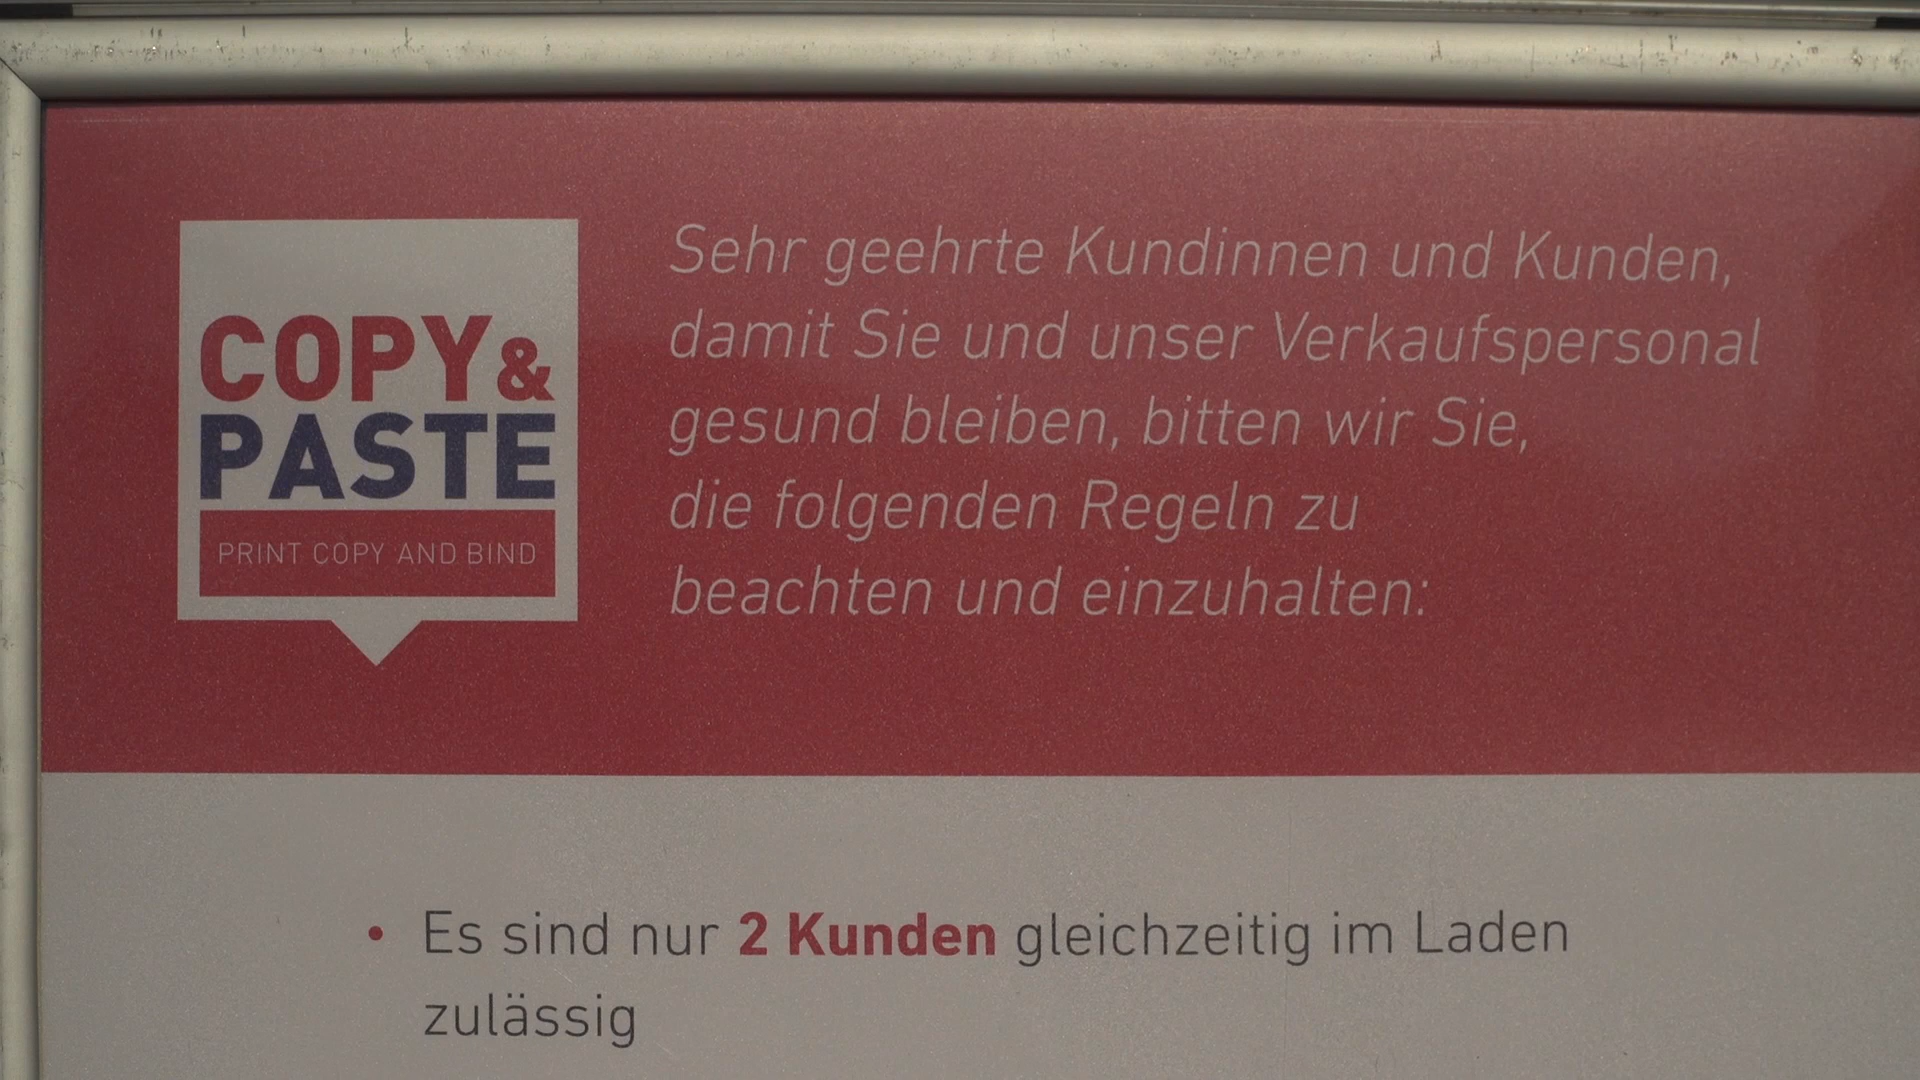 COPY&
PASTE
PRINT COPY AND BIND
Sehr geehrte Kundinnen und Kunden,
damit Sie und unser Verkaufspersonal
gesund bleiben, bitten wir Sie,
die folgenden Regeln zu
beachten und einzuhalten:
• Es sind nur 2 Kunden gleichzeitig im Laden
zulässig